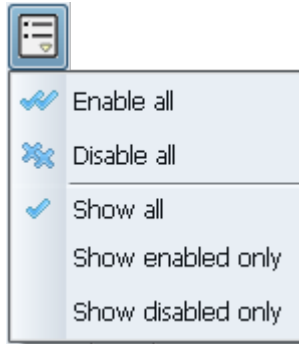 Enable all
Disable all
Show all
Show enabled only
Show disabled only